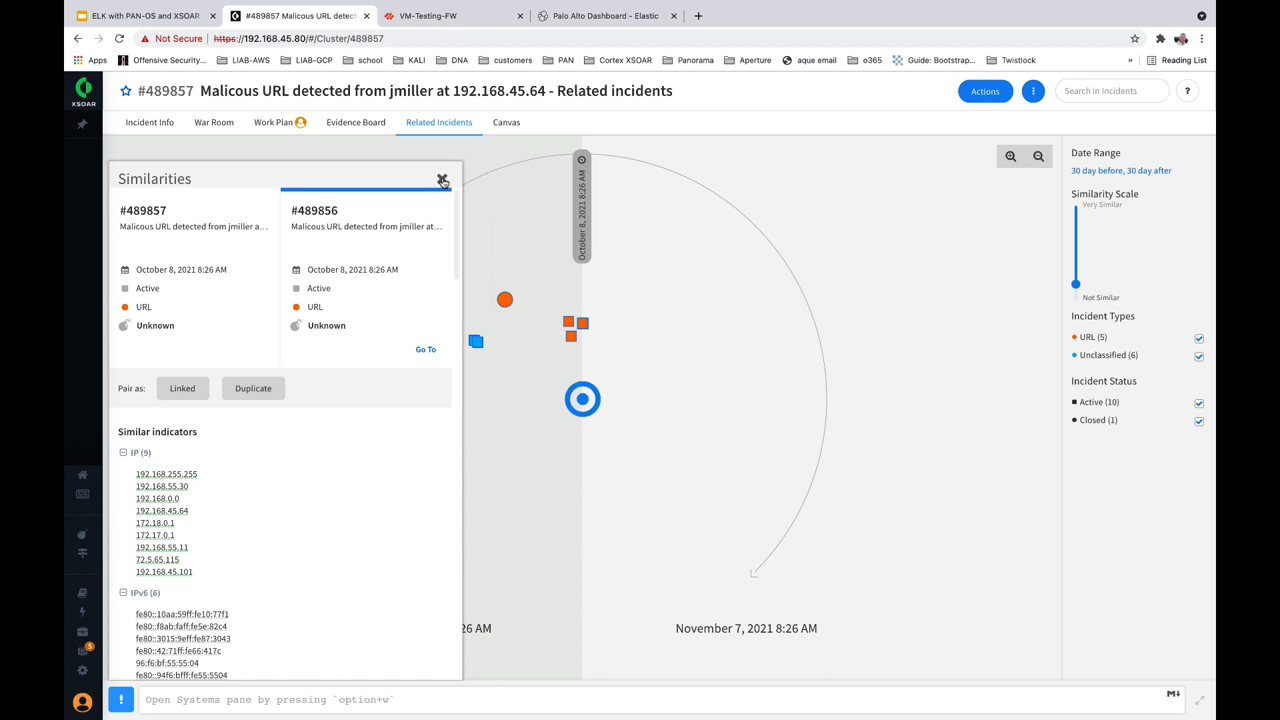 ELK with PAN-OS and XSOAR
#489857 Malicous URL detect
VM-Testing-FW
Palo Alto Dashboard - Elastic
Not Secure
https://192.168.45.80/#/Cluster/489857
Apps
Offensive Security...
LIAB-AWS
LIAB-GCP
school
KALI
DNA
customers
PAN
Cortex XSOAR
Panorama
Aperture
aque email
o365
Guide: Bootstrap...
Twistlock
»
Reading List
XSOAR
#489857 Malicous URL detected from jmiller at 192.168.45.64 - Related incidents
Actions
Search in Incidents
?
Incident Info
War Room
Work Plan
Evidence Board
Related Incidents
Canvas
Similarities
#489857
Malicous URL detected from jmiller a...
October 8, 2021 8:26 AM
Active
URL
Unknown
#489856
Malicous URL detected from jmiller at...
October 8, 2021 8:26 AM
Active
URL
Unknown
Go To
Pair as:
Linked
Duplicate
Similar indicators
IP (9)
192.168.255.255
192.168.55.30
192.168.0.0
192.168.45.64
172.18.0.1
172.17.0.1
192.168.55.11
72.5.65.115
192.168.45.101
IPv6 (6)
fe80::10aa:59ff:fe10:77f1
fe80::f8ab:faff:fe5e:82c4
fe80::3015:9eff:fe87:3043
fe80::42:71ff:fe66:417c
96:f6:bf:55:55:04
fe80::94f6:bfff:fe55:5504
October 8, 2021 8:26 AM
26 AM
November 7, 2021 8:26 AM
Date Range
30 day before, 30 day after
Similarity Scale
Very Similar
Not Similar
Incident Types
URL (5)
Unclassified (6)
Incident Status
Active (10)
Closed (1)
5
!
Open Systems pane by pressing `option+w`
M↓